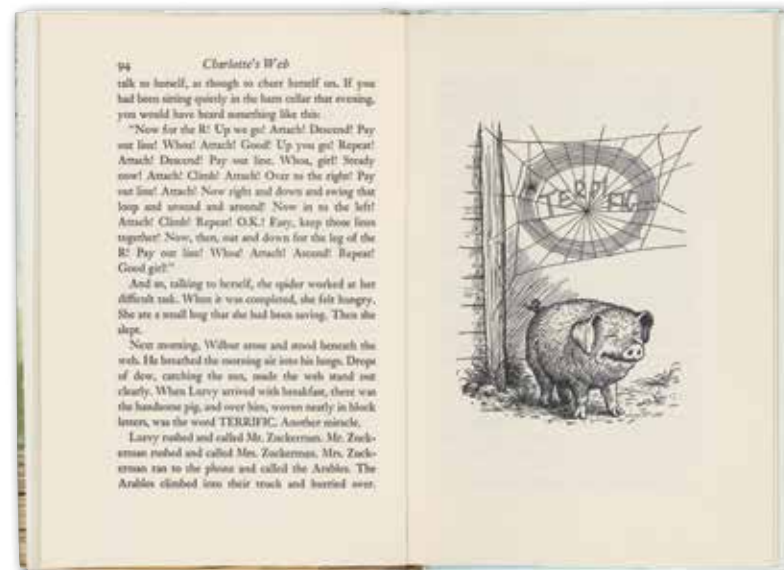 94 Charlotte's Web
talk to herself, as though to cheer herself on. If you
had been sitting quietly in the barn cellar that evening,
you would have heard something like this:
"Now for the R! Up we go! Attach! Descend! Pay
out line! Whoa! Attach! Good! Up you go! Repeat!
Attach! Descend! Pay out line. Whoa, girl! Steady
now! Attach! Climb! Attach! Over to the right! Pay
out line! Attach! Now right and down and swing that
loop and around and around! Now in to the left!
Attach! Climb! Repeat! O.K.! Easy, keep those lines
together! Now, then, out and down for the leg of the
R! Pay out line! Whoa! Attach! Ascend! Repeat!
Good girl!"
And so, talking to herself, the spider worked at her
difficult task. When it was completed, she felt hungry.
She ate a small bug that she had been saving. Then she
slept.
Next morning, Wilbur arose and stood beneath the
web. He breathed the morning air into his lungs. Drops
of dew, catching the sun, made the web stand out
clearly. When Lurvy arrived with breakfast, there was
the handsome pig, and over him, woven neatly in block
letters, was the word TERRIFIC. Another miracle.
Lurvy rushed and called Mr. Zuckerman. Mr. Zuck-
erman rushed and called Mrs. Zuckerman. Mrs. Zuck-
erman ran to the phone and called the Arables. The
Arables climbed into their truck and hurried over.